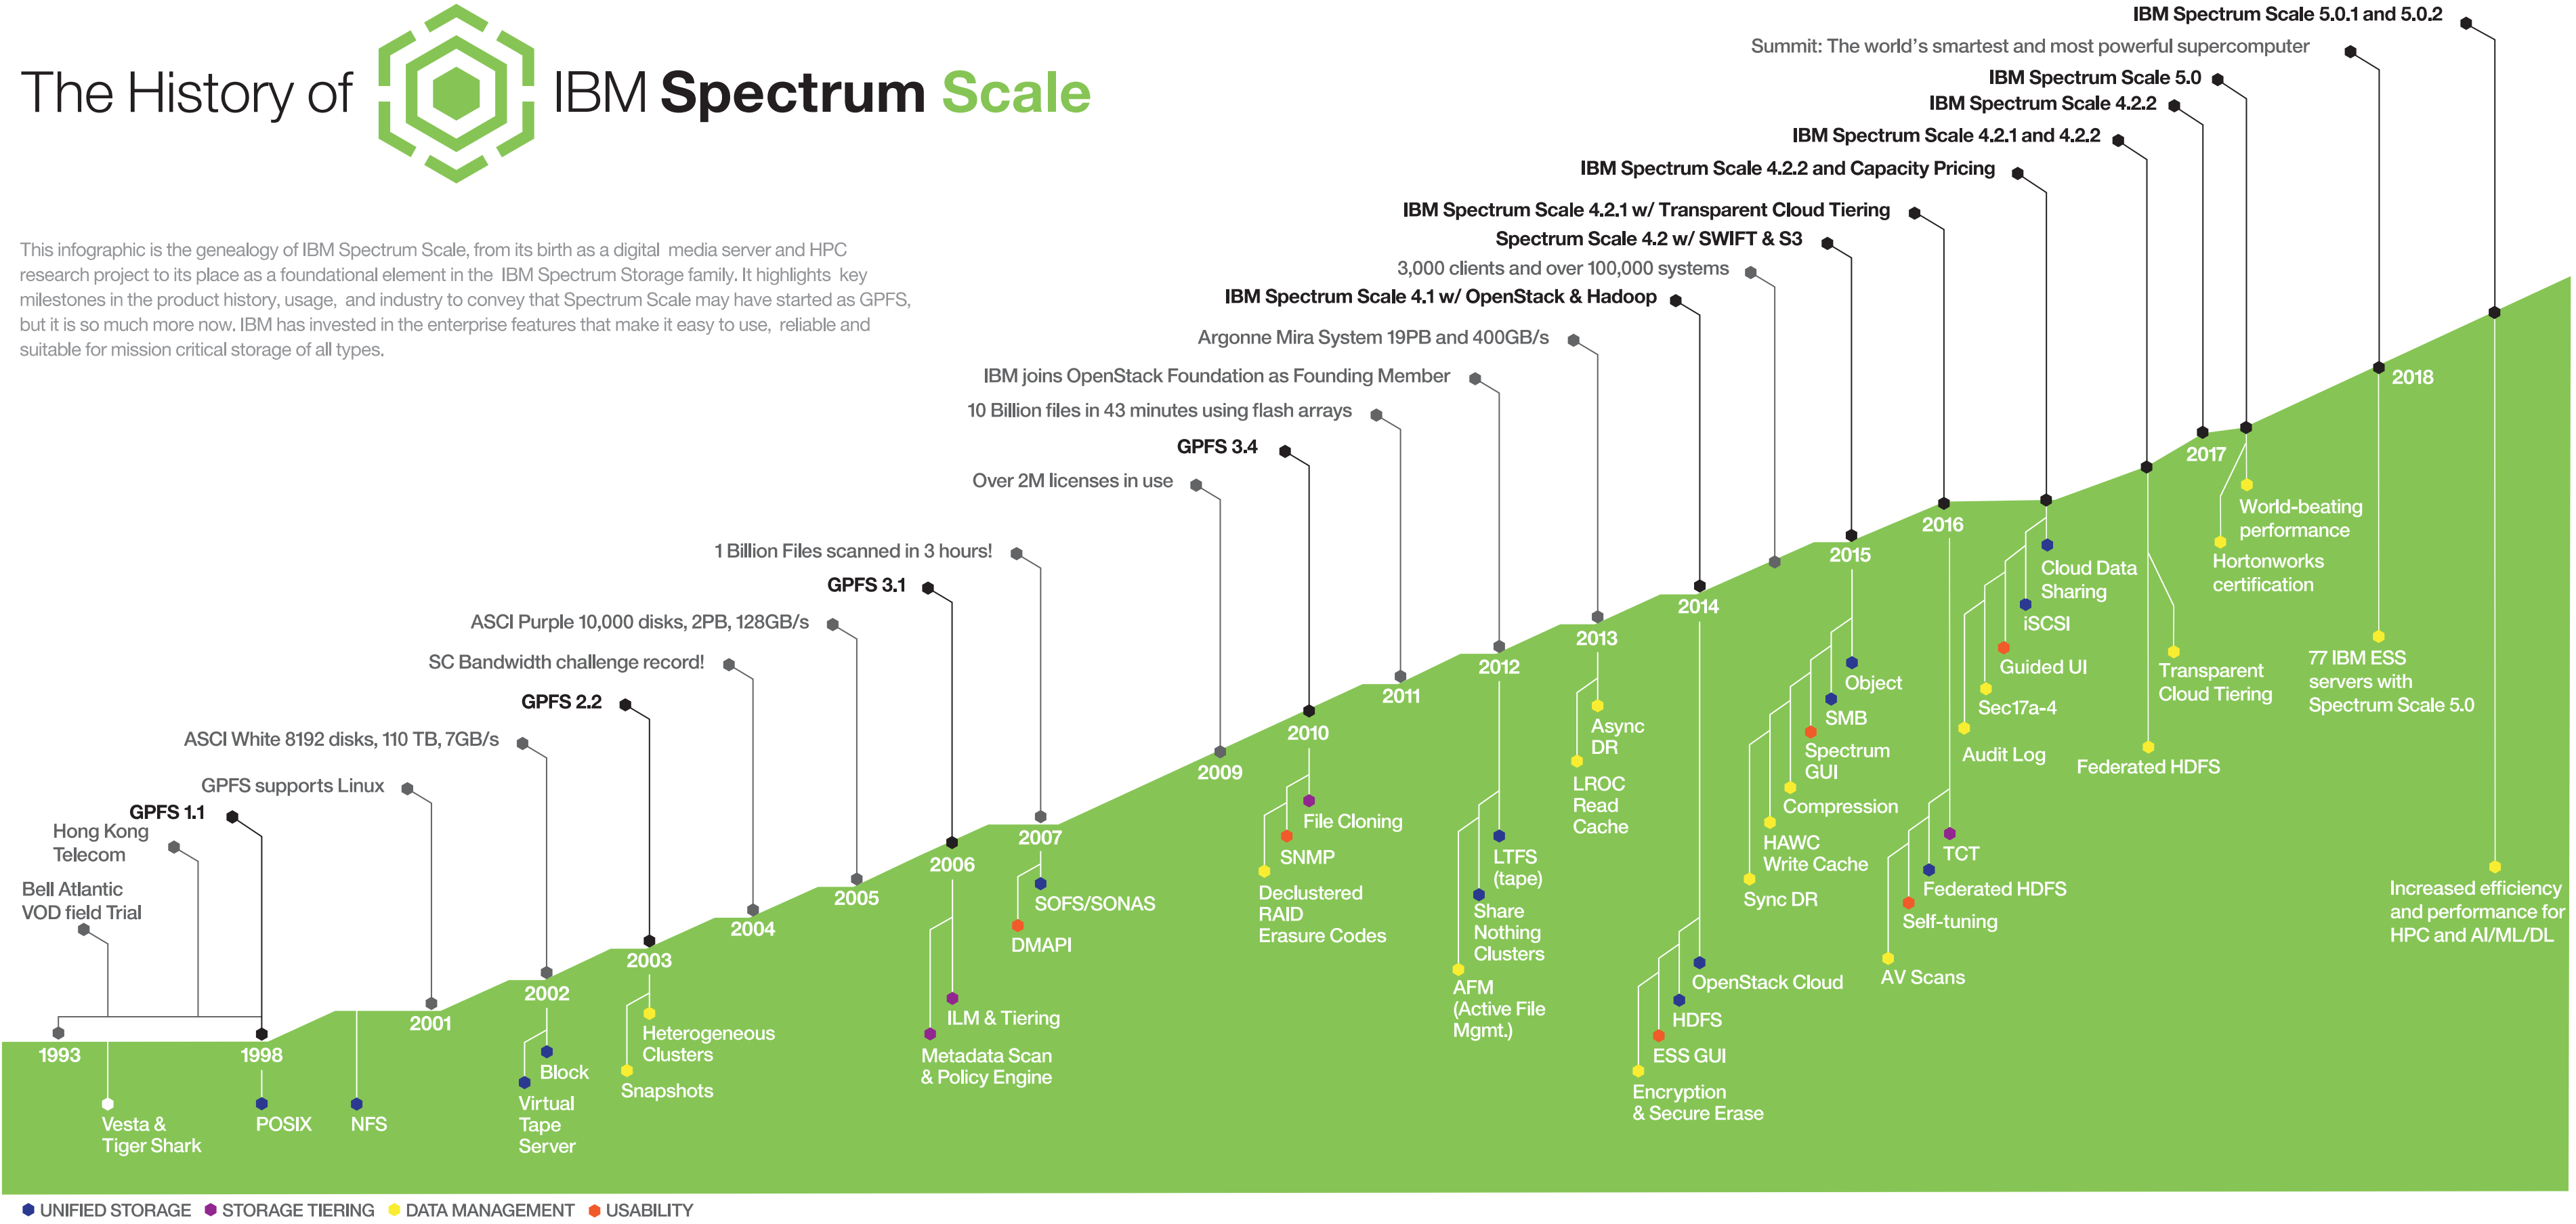 The History of IBM Spectrum Scale
This infographic is the genealogy of IBM Spectrum Scale, from its birth as a digital media server and HPC
research project to its place as a foundational element in the IBM Spectrum Storage family. It highlights key
milestones in the product history, usage, and industry to convey that Spectrum Scale may have started as GPFS,
but it is so much more now. IBM has invested in the enterprise features that make it easy to use, reliable and
suitable for mission critical storage of all types.
IBM Spectrum Scale 5.0.1 and 5.0.2
Summit: The world's smartest and most powerful supercomputer
IBM Spectrum Scale 5.0
IBM Spectrum Scale 4.2.2
IBM Spectrum Scale 4.2.1 and 4.2.2
IBM Spectrum Scale 4.2.2 and Capacity Pricing
IBM Spectrum Scale 4.2.1 w/ Transparent Cloud Tiering
Spectrum Scale 4.2 w/ SWIFT & S3
3,000 clients and over 100,000 systems
IBM Spectrum Scale 4.1 w/ OpenStack & Hadoop
Argonne Mira System 19PB and 400GB/s
IBM joins OpenStack Foundation as Founding Member
10 Billion files in 43 minutes using flash arrays
GPFS 3.4
Over 2M licenses in use
1 Billion Files scanned in 3 hours!
GPFS 3.1
ASCI Purple 10,000 disks, 2PB, 128GB/s
SC Bandwidth challenge record!
GPFS 2.2
ASCI White 8192 disks, 110 TB, 7GB/s
GPFS supports Linux
GPFS 1.1
Hong Kong
Telecom
Bell Atlantic
VOD field Trial
1993
Vesta &
Tiger Shark
1998
POSIX
NFS
2001
2002
Block
Virtual
Tape
Server
2003
Heterogeneous
Clusters
Snapshots
2004
2005
2006
ILM & Tiering
Metadata Scan
& Policy Engine
2007
SOFS/SONAS
DMAPI
2009
2010
File Cloning
SNMP
Declustered
RAID
Erasure Codes
2011
2012
LTFS
(tape)
Share
Nothing
Clusters
AFM
(Active File
Mgmt.)
2013
Async
DR
LROC
Read
Cache
2014
OpenStack Cloud
HDFS
ESS GUI
Encryption
& Secure Erase
2015
Object
SMB
Spectrum
GUI
Compression
HAWC
Write Cache
Sync DR
2016
TCT
Federated HDFS
Self-tuning
AV Scans
Cloud Data
Sharing
iSCSI
Guided UI
Sec17a-4
Audit Log
Transparent
Cloud Tiering
Federated HDFS
2017
World-beating
performance
Hortonworks
certification
2018
77 IBM ESS
servers with
Spectrum Scale 5.0
Increased efficiency
and performance for
HPC and AI/ML/DL
UNIFIED STORAGE STORAGE TIERING DATA MANAGEMENT USABILITY